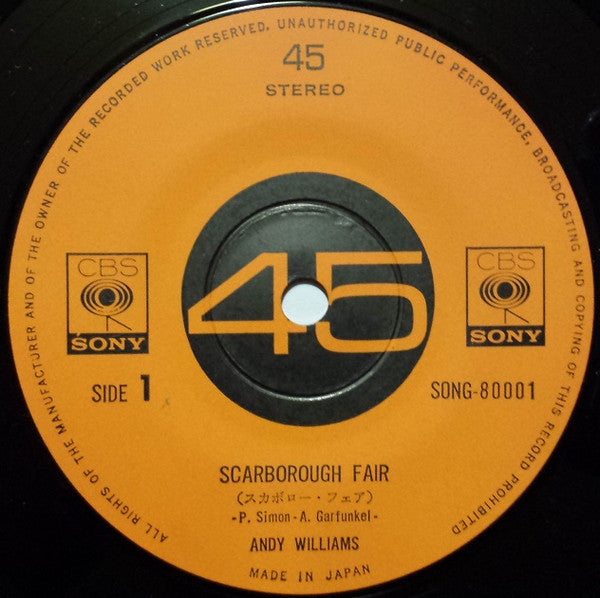 ALL RIGHTS OF THE MANUFACTURER AND OF THE OWNER OF THE RECORDED WORK RESERVED. UNAUTHORIZED PUBLIC PERFORMANCE, BROADCASTING AND COPYING OF THIS RECORD PROHIBITED
45
STEREO
CBS
SONY
45
CBS
SONY
SIDE 1
SONG-80001
SCARBOROUGH FAIR
(スカボロー・フェア)
-P. Simon-A. Garfunkel-
ANDY WILLIAMS
MADE IN JAPAN